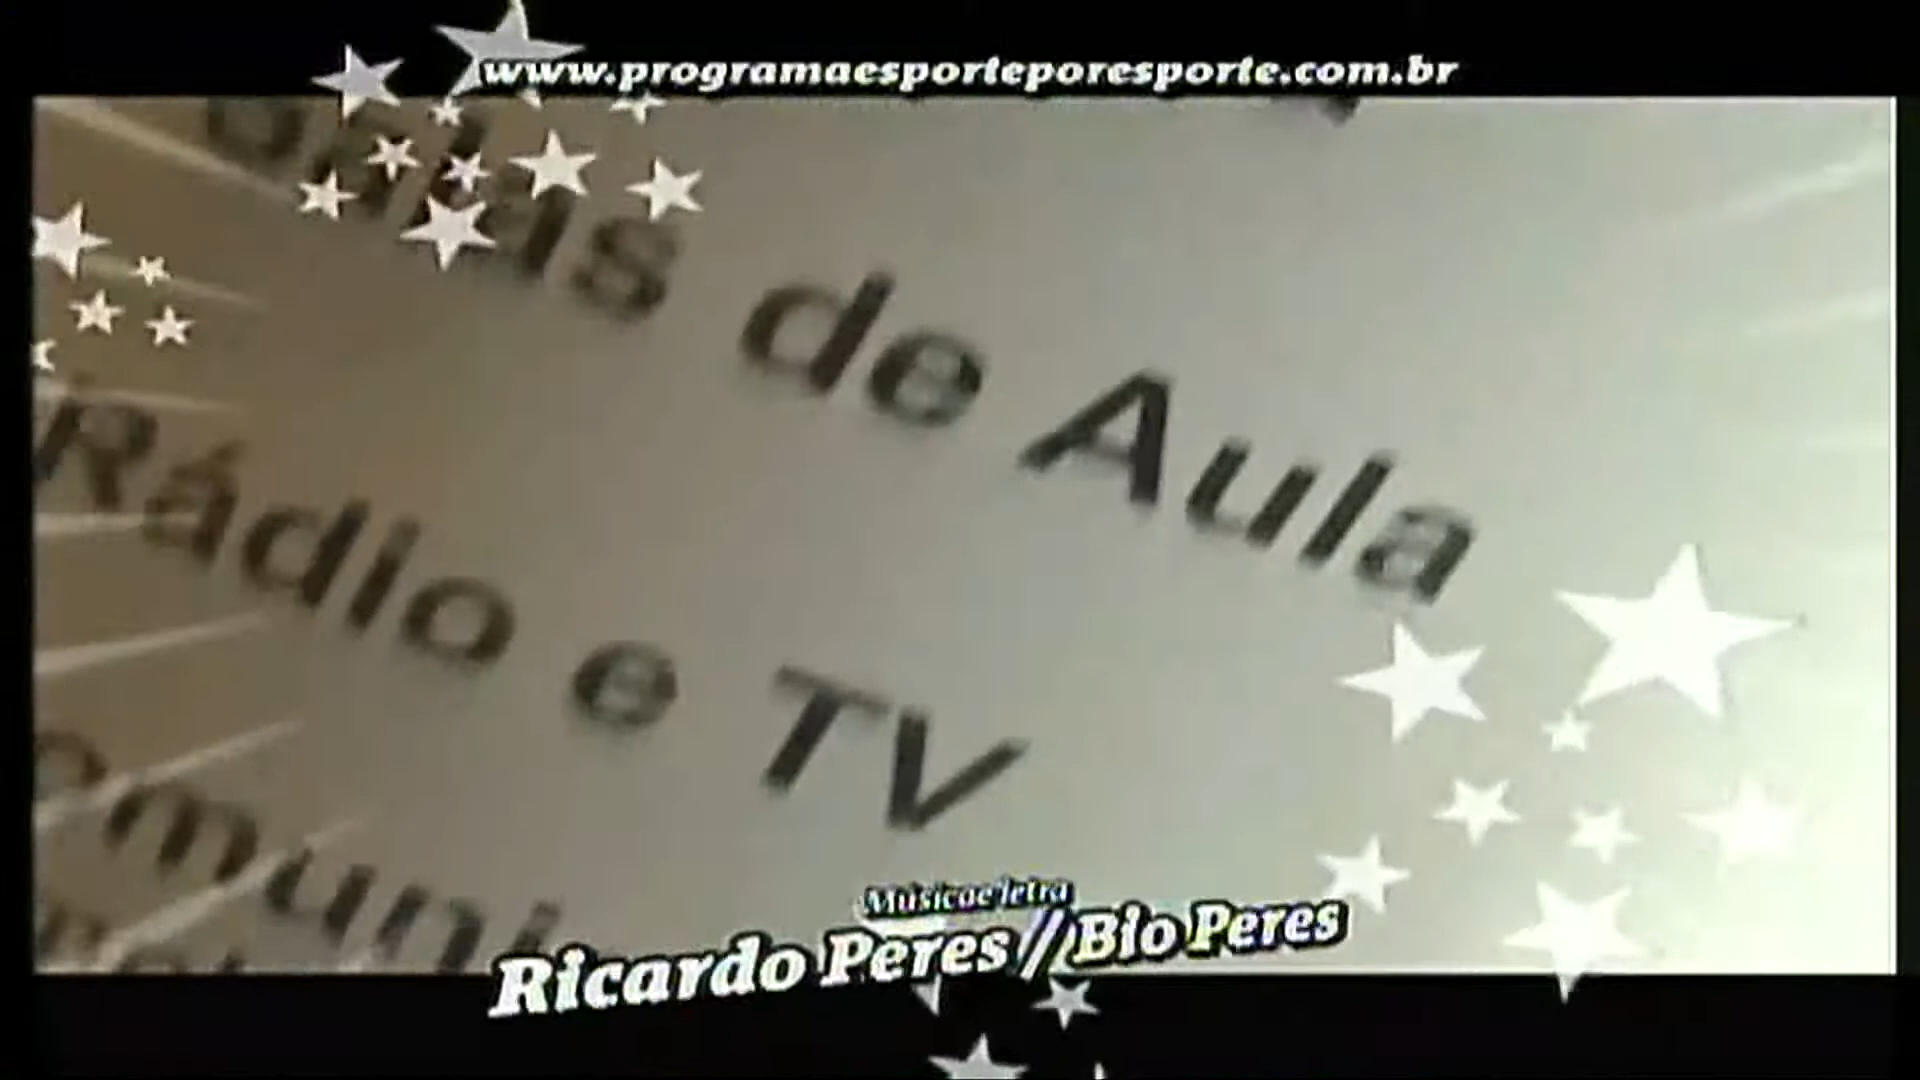 www.programaesporteporesporte.com.br
de Aula
Rádio e TV
Música e letra
Ricardo Peres // Bio Peres